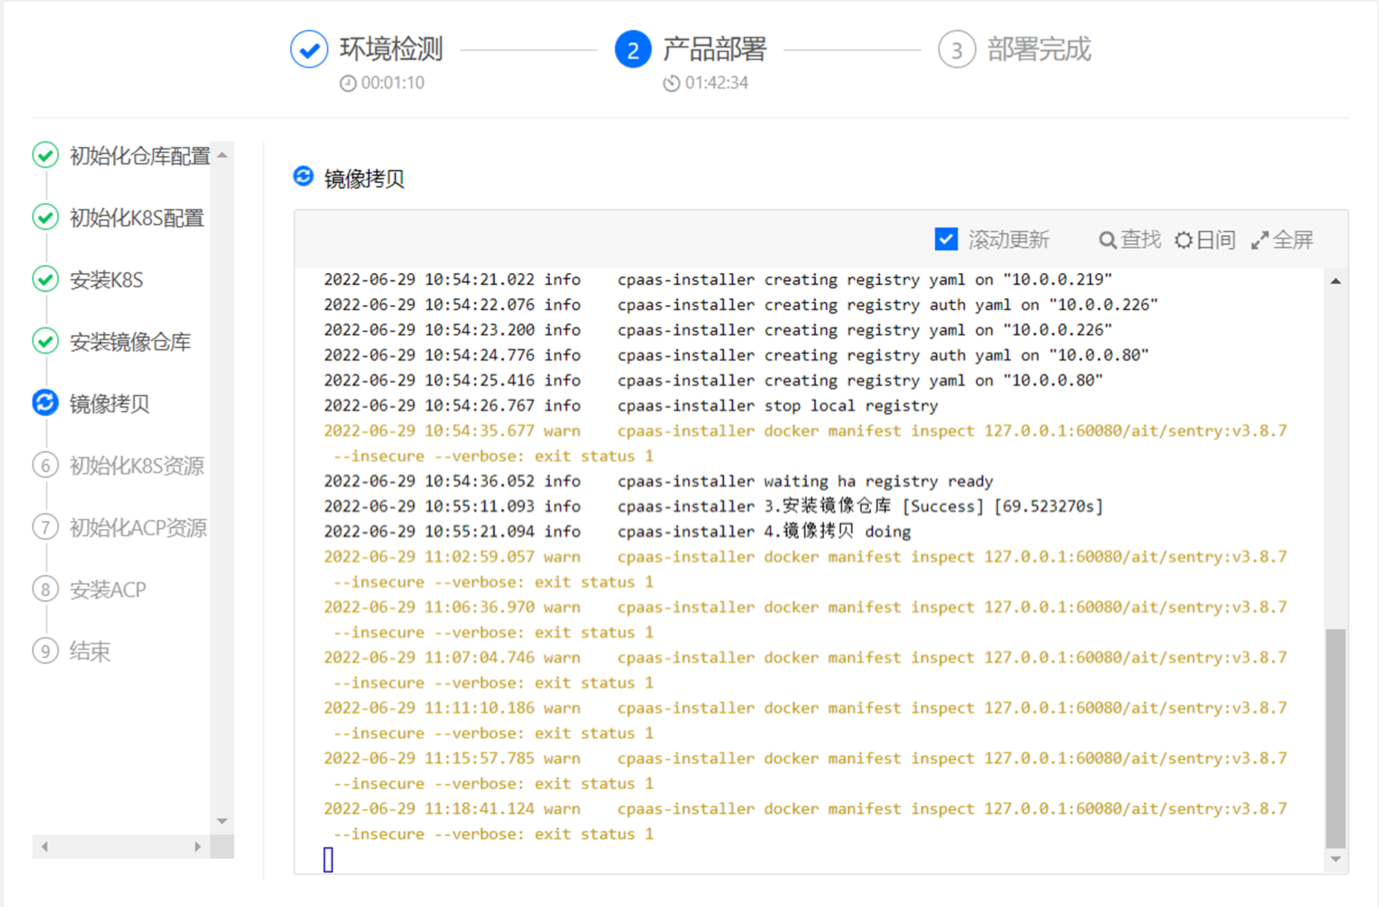 环境检测
00:01:10
2 产品部署
01:42:34
3 部署完成
初始化仓库配置
初始化K8S配置
安装K8S
安装镜像仓库
镜像拷贝
6 初始化K8S资源
7 初始化ACP资源
8 安装ACP
9 结束
镜像拷贝
滚动更新 查找 日间 全屏
2022-06-29 10:54:21.022 info cpaas-installer creating registry yaml on "10.0.0.219"
2022-06-29 10:54:22.076 info cpaas-installer creating registry auth yaml on "10.0.0.226"
2022-06-29 10:54:23.200 info cpaas-installer creating registry yaml on "10.0.0.226"
2022-06-29 10:54:24.776 info cpaas-installer creating registry auth yaml on "10.0.0.80"
2022-06-29 10:54:25.416 info cpaas-installer creating registry yaml on "10.0.0.80"
2022-06-29 10:54:26.767 info cpaas-installer stop local registry
2022-06-29 10:54:35.677 warn cpaas-installer docker manifest inspect 127.0.0.1:60080/ait/sentry:v3.8.7
--insecure --verbose: exit status 1
2022-06-29 10:54:36.052 info cpaas-installer waiting ha registry ready
2022-06-29 10:55:11.093 info cpaas-installer 3.安装镜像仓库 [Success] [69.523270s]
2022-06-29 10:55:21.094 info cpaas-installer 4.镜像拷贝 doing
2022-06-29 11:02:59.057 warn cpaas-installer docker manifest inspect 127.0.0.1:60080/ait/sentry:v3.8.7
--insecure --verbose: exit status 1
2022-06-29 11:06:36.970 warn cpaas-installer docker manifest inspect 127.0.0.1:60080/ait/sentry:v3.8.7
--insecure --verbose: exit status 1
2022-06-29 11:07:04.746 warn cpaas-installer docker manifest inspect 127.0.0.1:60080/ait/sentry:v3.8.7
--insecure --verbose: exit status 1
2022-06-29 11:11:10.186 warn cpaas-installer docker manifest inspect 127.0.0.1:60080/ait/sentry:v3.8.7
--insecure --verbose: exit status 1
2022-06-29 11:15:57.785 warn cpaas-installer docker manifest inspect 127.0.0.1:60080/ait/sentry:v3.8.7
--insecure --verbose: exit status 1
2022-06-29 11:18:41.124 warn cpaas-installer docker manifest inspect 127.0.0.1:60080/ait/sentry:v3.8.7
--insecure --verbose: exit status 1